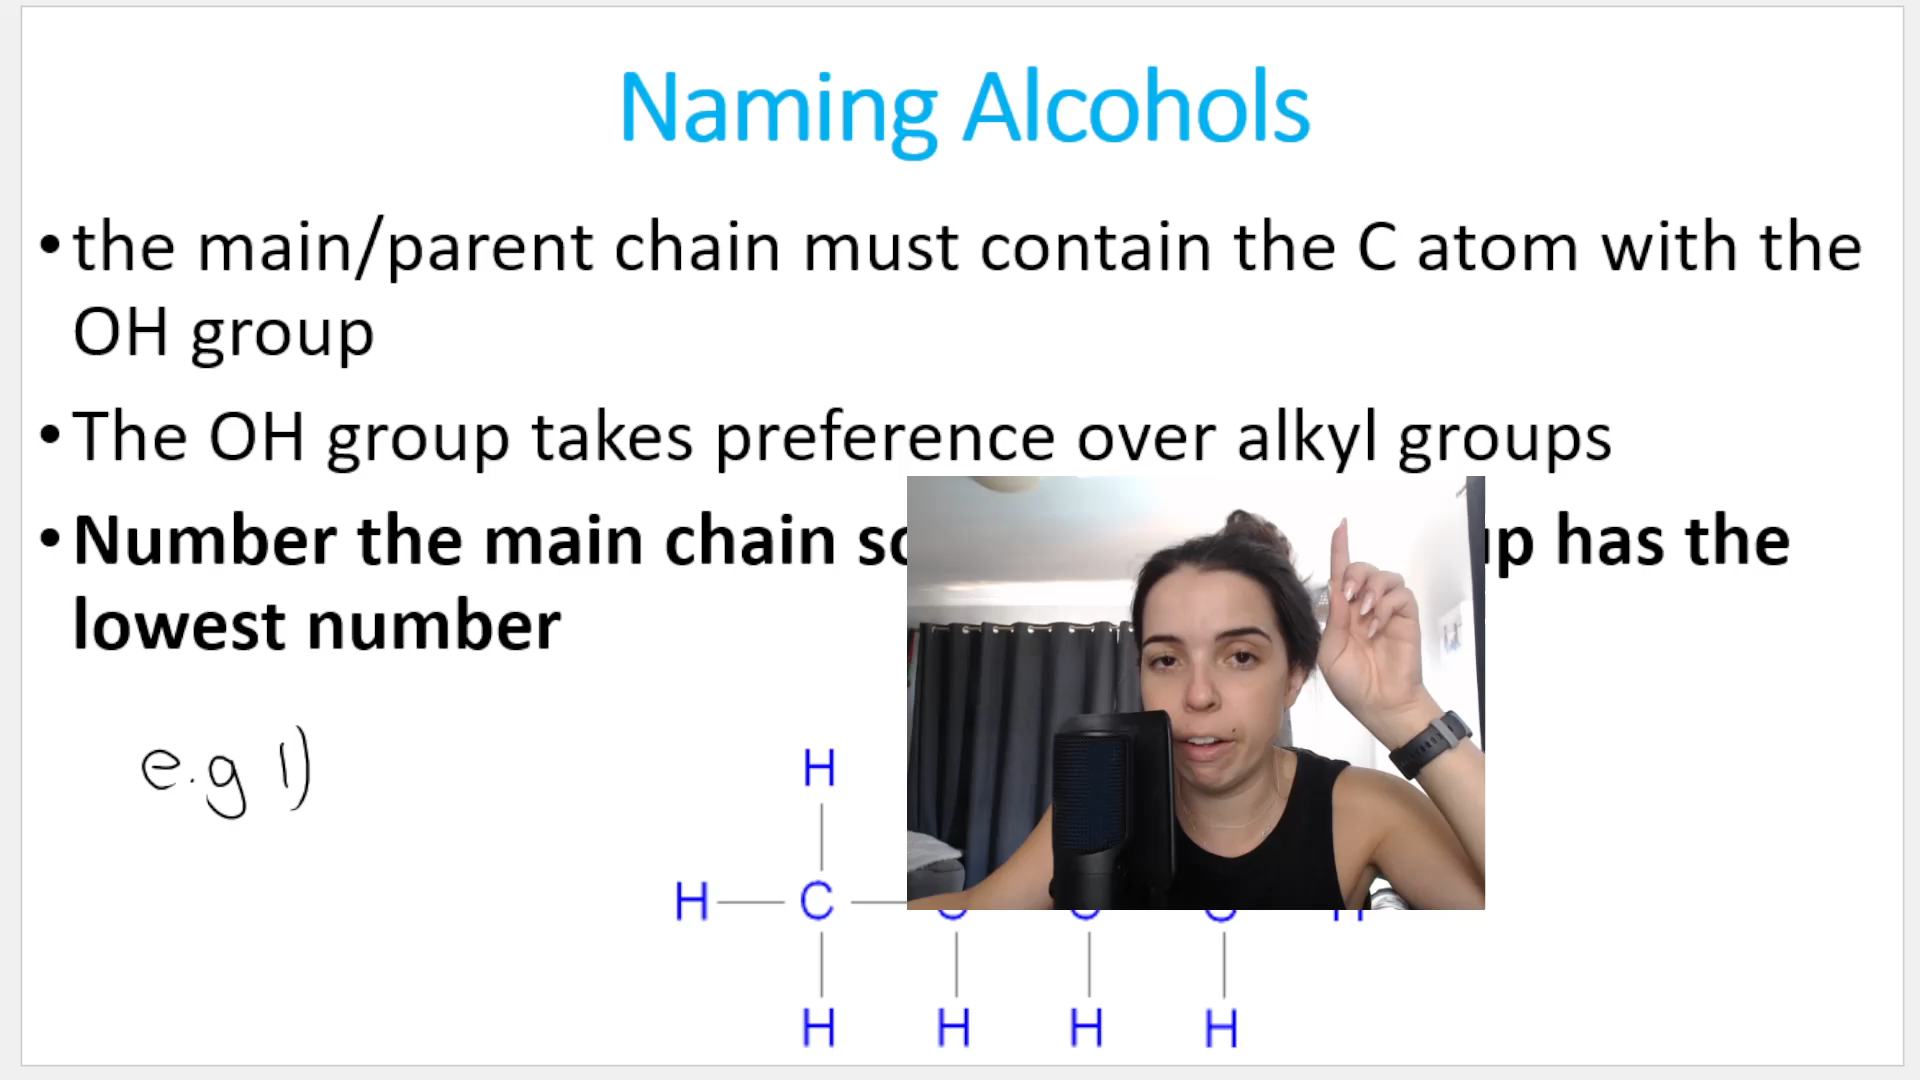 Naming Alcohols
• the main/parent chain must contain the C atom with the
OH group
• The OH group takes preference over alkyl groups
• Number the main chain has the
lowest number
e.g 1)
H
H C
H H H H